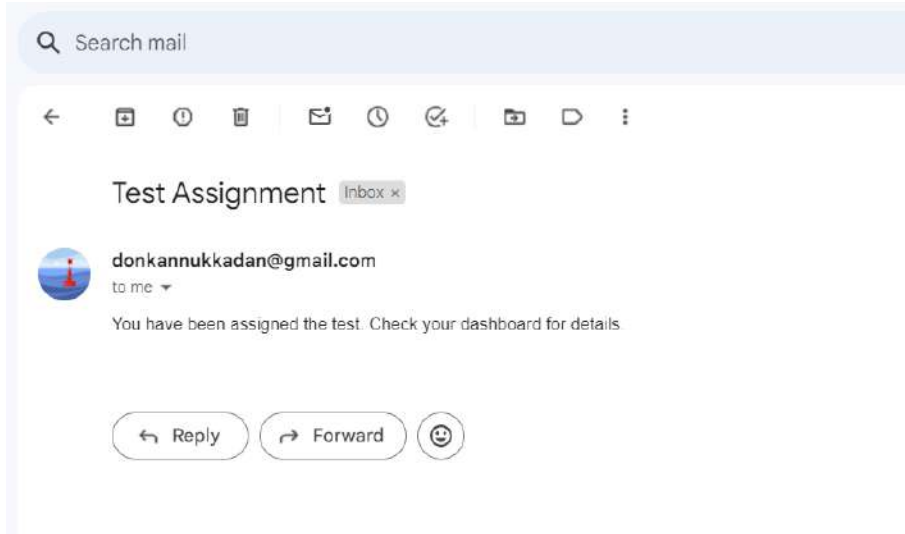 Search mail
Test Assignment Inbox ×
donkannukkadan@gmail.com
to me
You have been assigned the test. Check your dashboard for details
Reply Forward